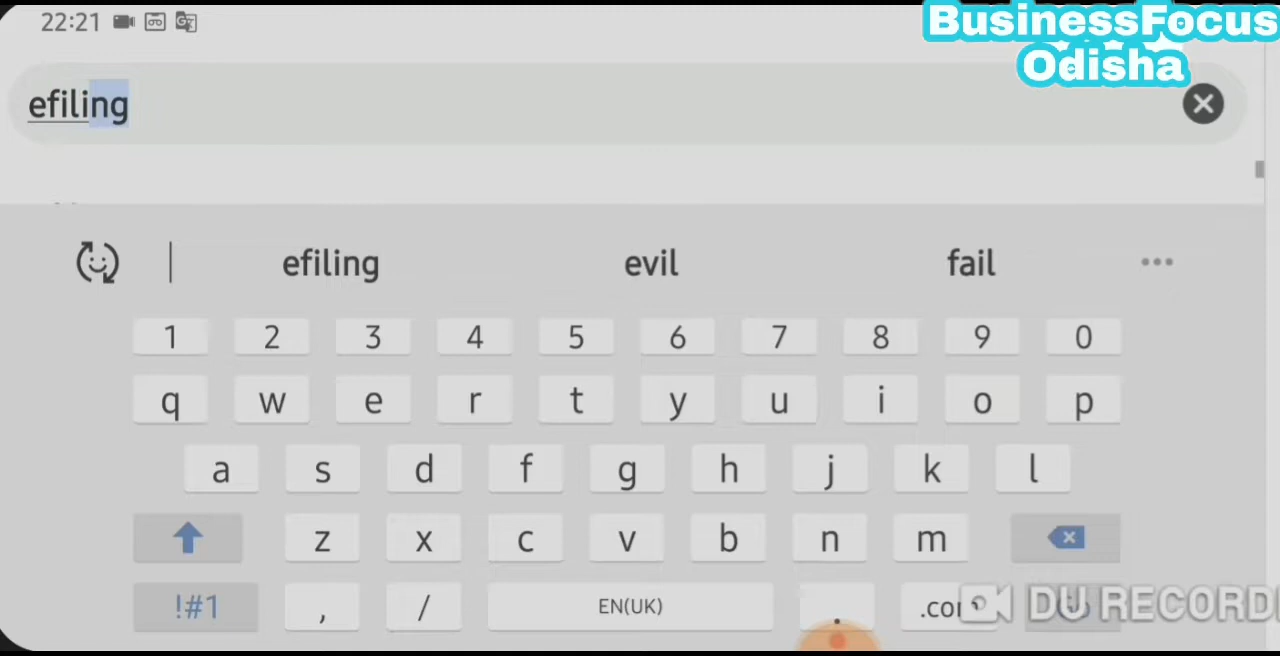 22:21
BusinessFocus
Odisha
efiling
efiling evil fail
1 2 3 4 5 6 7 8 9 0
q w e r t y u i o p
a s d f g h j k l
z x c v b n m
!#1 , / EN(UK) . .com
DU RECORD